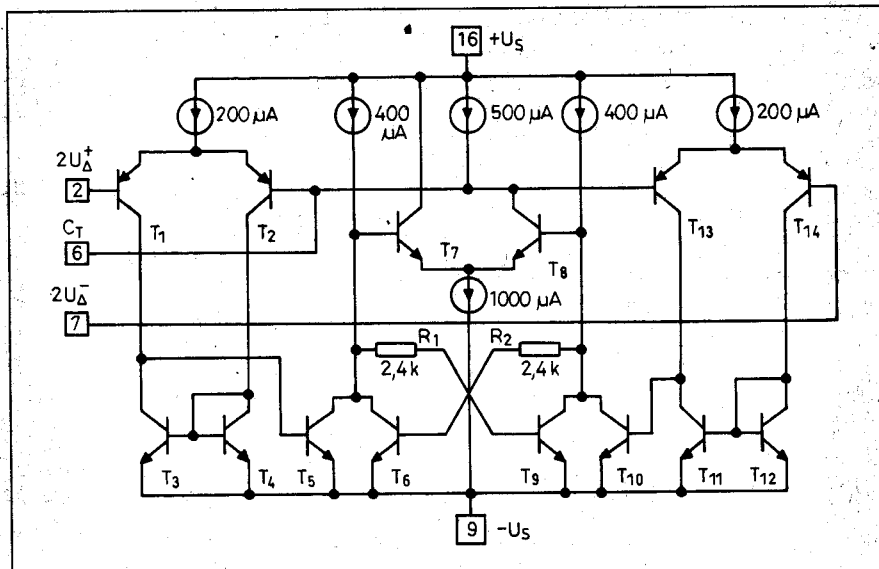 16 +U_S
200 µA
400 µA
500 µA
400 µA
200 µA
2U_Δ^+
2
C_T
6
2U_Δ^-
7
T_1
T_2
T_7
T_8
T_13
T_14
1000 µA
R_1
2,4 k
R_2
2,4 k
T_3
T_4
T_5
T_6
T_9
T_10
T_11
T_12
9 -U_S